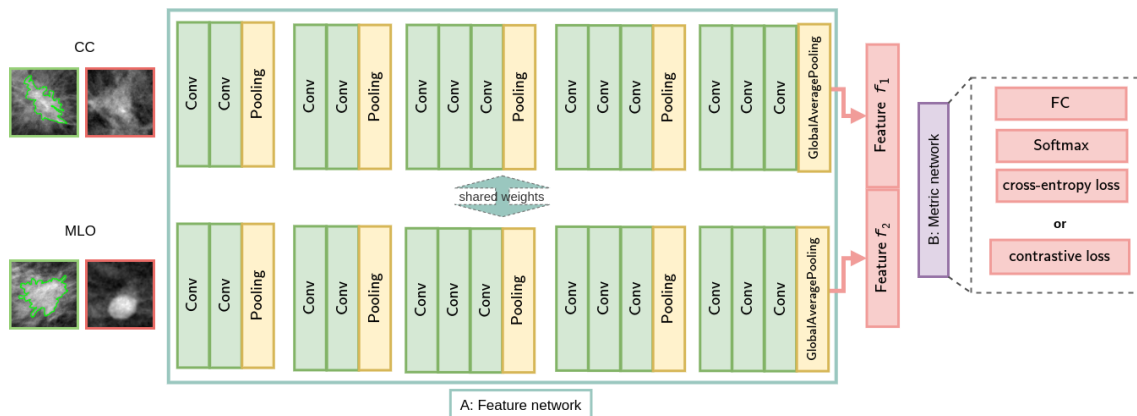 CC
Conv
Conv
Pooling
Conv
Conv
Pooling
Conv
Conv
Conv
Pooling
Conv
Conv
Conv
Pooling
Conv
Conv
Conv
GlobalAveragePooling
Feature f1
shared weights
MLO
Conv
Conv
Pooling
Conv
Conv
Pooling
Conv
Conv
Conv
Pooling
Conv
Conv
Conv
Pooling
Conv
Conv
Conv
GlobalAveragePooling
Feature f2
A: Feature network
B: Metric network
FC
Softmax
cross-entropy loss
or
contrastive loss